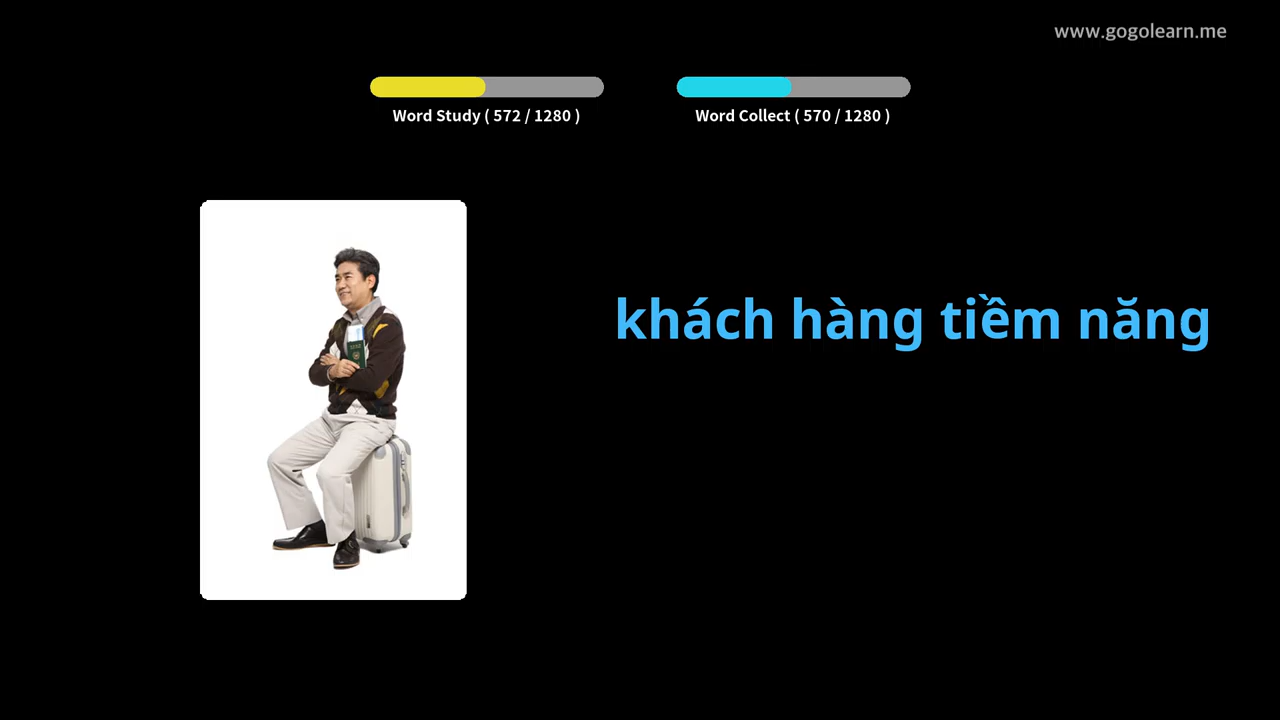 www.gogolearn.me
Word Study ( 572 / 1280 )
Word Collect ( 570 / 1280 )
khách hàng tiềm năng